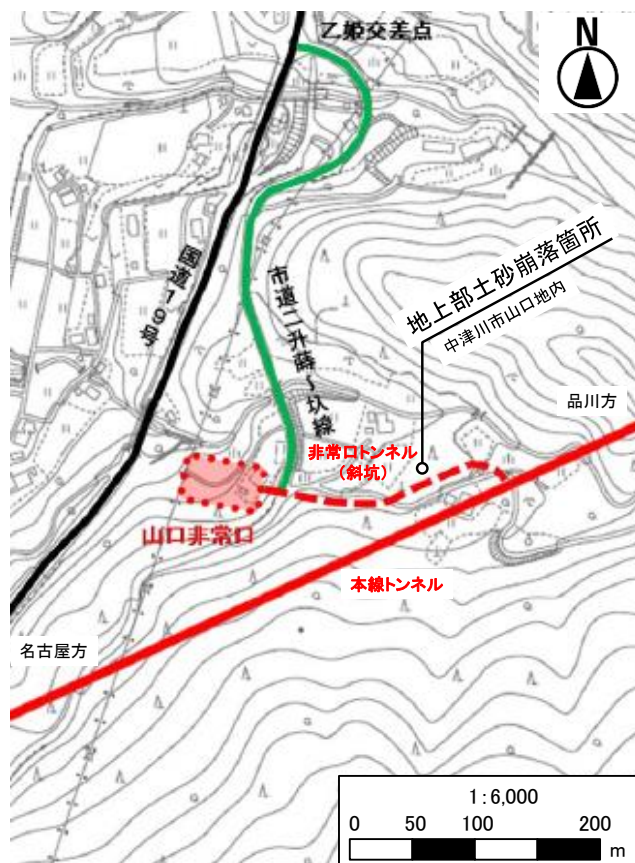 乙姫交差点
N
国道19号
市道二升蒔～圦線
地上部土砂崩落箇所
中津川市山口地内
品川方
非常口トンネル
(斜坑)
山口非常口
本線トンネル
名古屋方
1:6,000
0 50 100 200
m